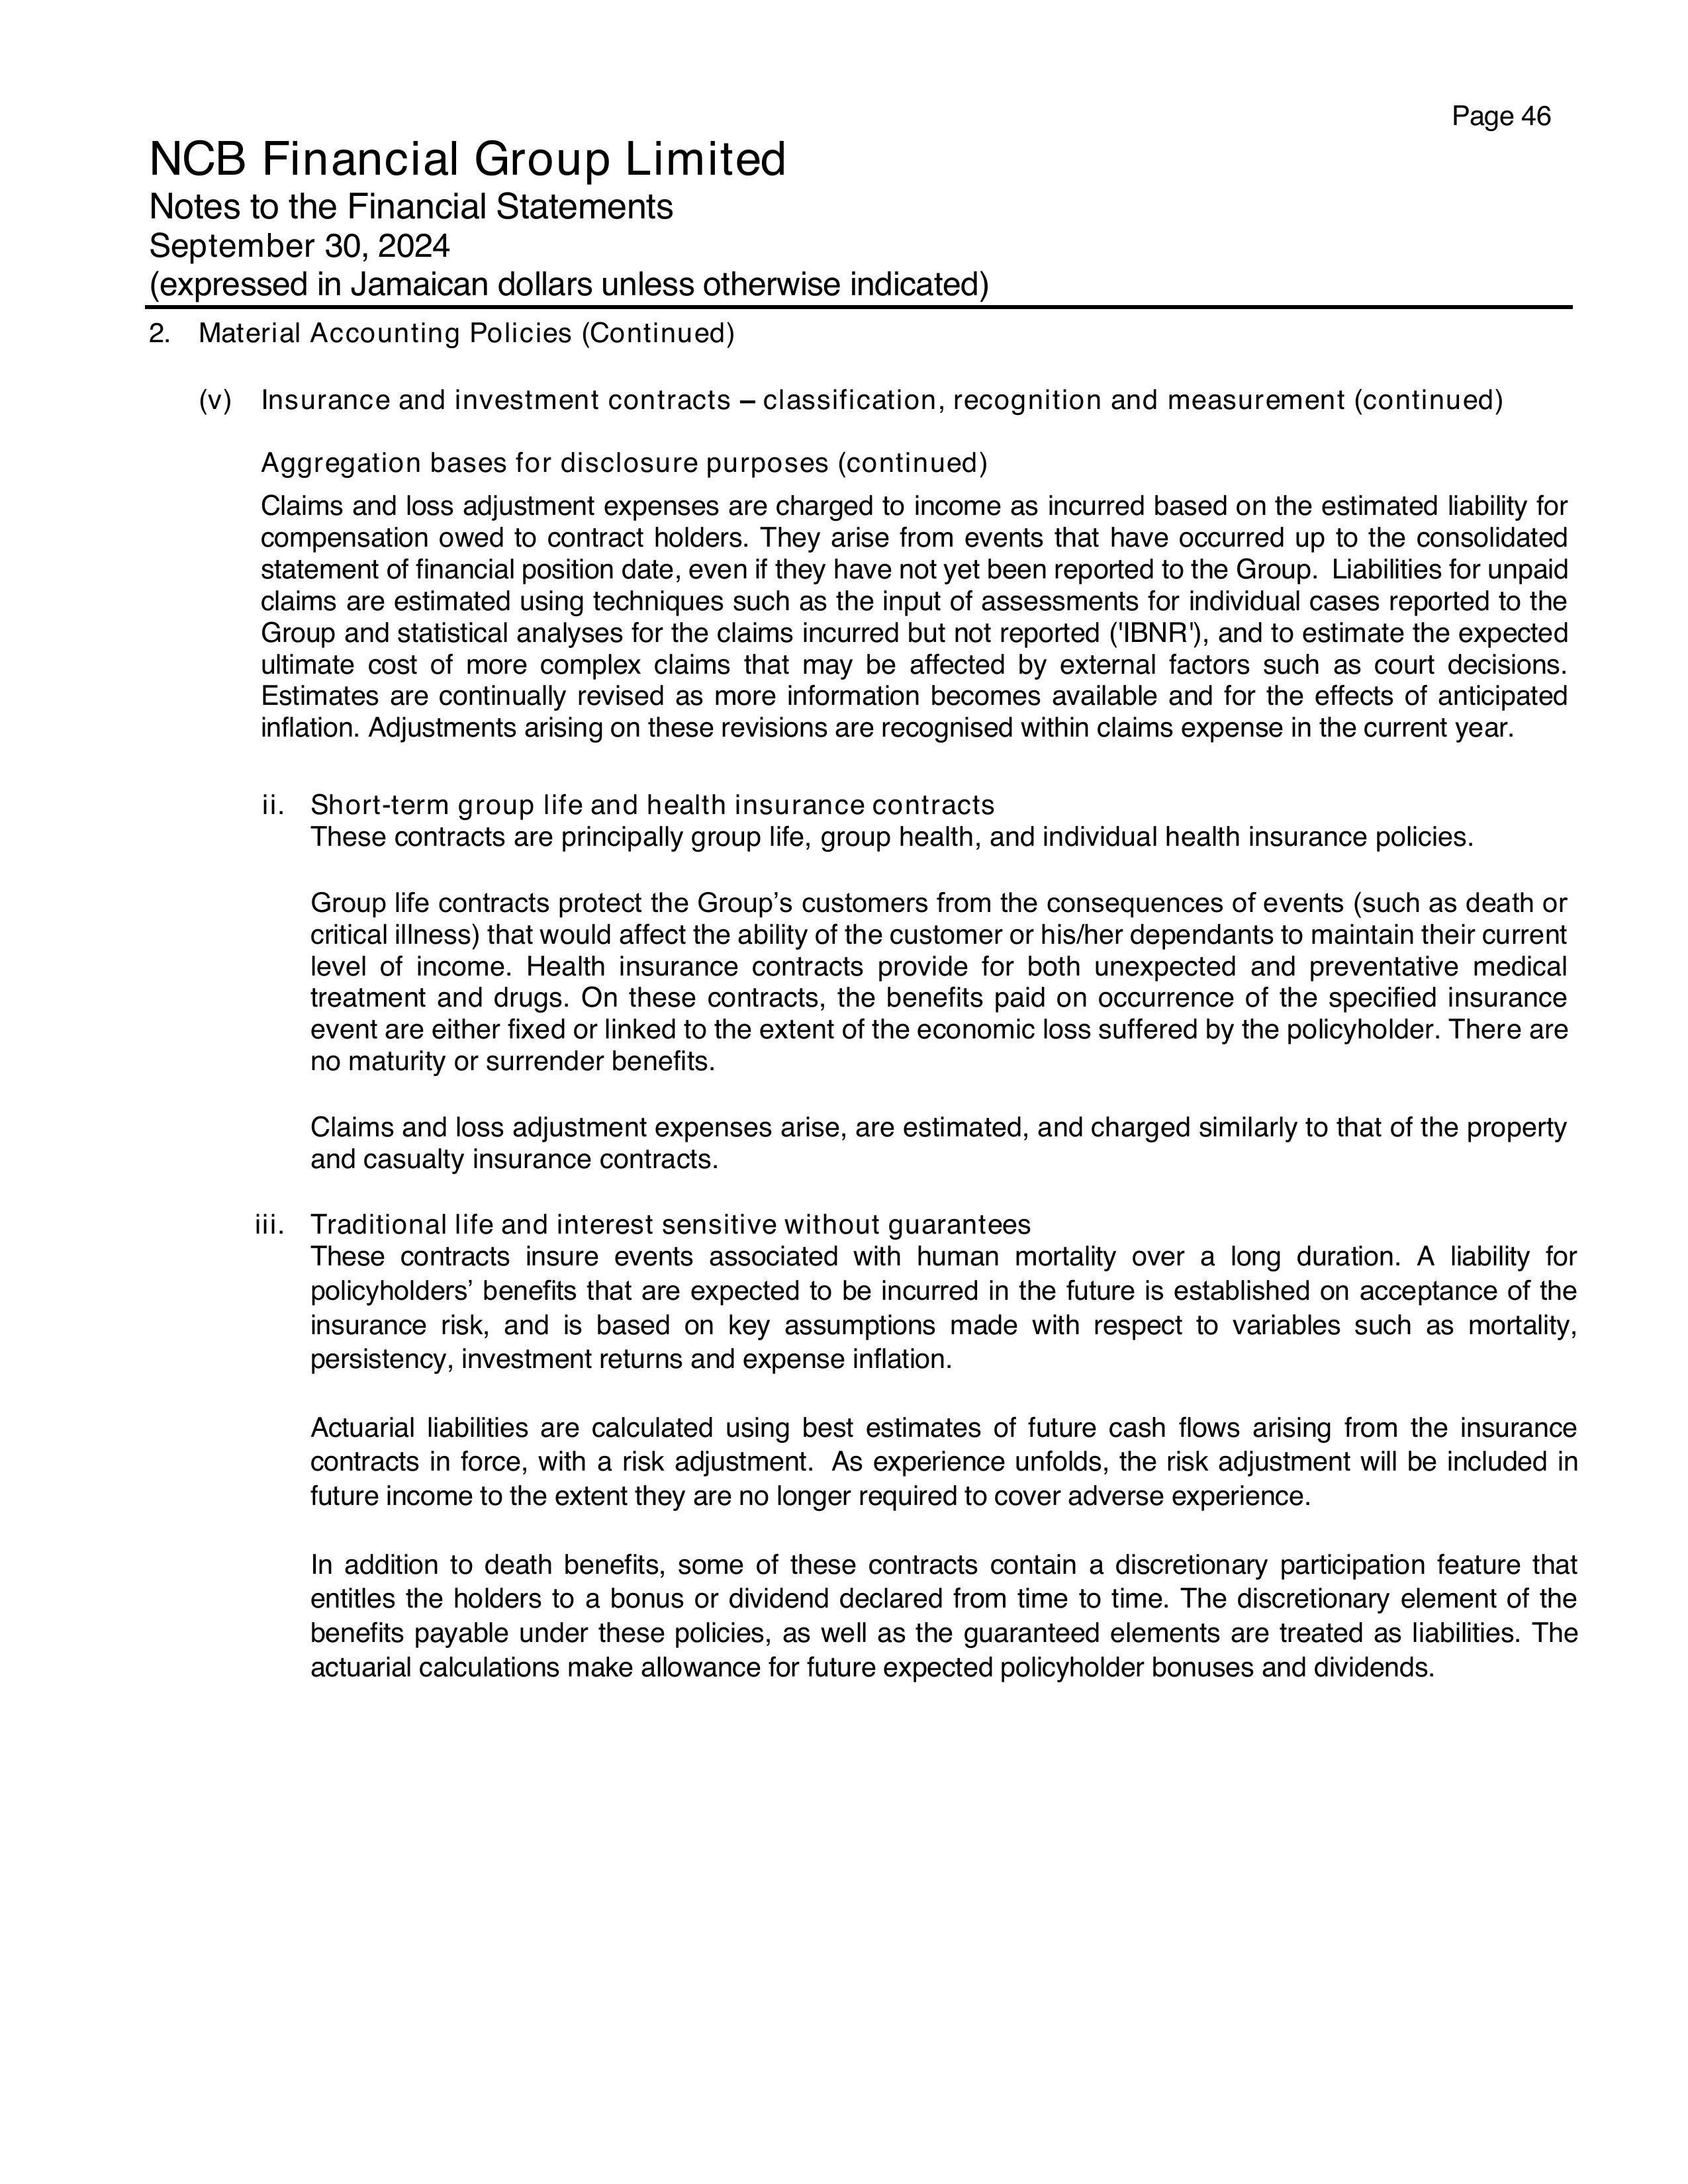 Page 46
NCB Financial Group Limited
Notes to the Financial Statements
September 30, 2024
(expressed in Jamaican dollars unless otherwise indicated)
2. Material Accounting Policies (Continued)
(v) Insurance and investment contracts – classification, recognition and measurement (continued)
Aggregation bases for disclosure purposes (continued)
Claims and loss adjustment expenses are charged to income as incurred based on the estimated liability for
compensation owed to contract holders. They arise from events that have occurred up to the consolidated
statement of financial position date, even if they have not yet been reported to the Group. Liabilities for unpaid
claims are estimated using techniques such as the input of assessments for individual cases reported to the
Group and statistical analyses for the claims incurred but not reported ('IBNR'), and to estimate the expected
ultimate cost of more complex claims that may be affected by external factors such as court decisions.
Estimates are continually revised as more information becomes available and for the effects of anticipated
inflation. Adjustments arising on these revisions are recognised within claims expense in the current year.
ii. Short-term group life and health insurance contracts
These contracts are principally group life, group health, and individual health insurance policies.
Group life contracts protect the Group’s customers from the consequences of events (such as death or
critical illness) that would affect the ability of the customer or his/her dependants to maintain their current
level of income. Health insurance contracts provide for both unexpected and preventative medical
treatment and drugs. On these contracts, the benefits paid on occurrence of the specified insurance
event are either fixed or linked to the extent of the economic loss suffered by the policyholder. There are
no maturity or surrender benefits.
Claims and loss adjustment expenses arise, are estimated, and charged similarly to that of the property
and casualty insurance contracts.
iii. Traditional life and interest sensitive without guarantees
These contracts insure events associated with human mortality over a long duration. A liability for
policyholders’ benefits that are expected to be incurred in the future is established on acceptance of the
insurance risk, and is based on key assumptions made with respect to variables such as mortality,
persistency, investment returns and expense inflation.
Actuarial liabilities are calculated using best estimates of future cash flows arising from the insurance
contracts in force, with a risk adjustment. As experience unfolds, the risk adjustment will be included in
future income to the extent they are no longer required to cover adverse experience.
In addition to death benefits, some of these contracts contain a discretionary participation feature that
entitles the holders to a bonus or dividend declared from time to time. The discretionary element of the
benefits payable under these policies, as well as the guaranteed elements are treated as liabilities. The
actuarial calculations make allowance for future expected policyholder bonuses and dividends.